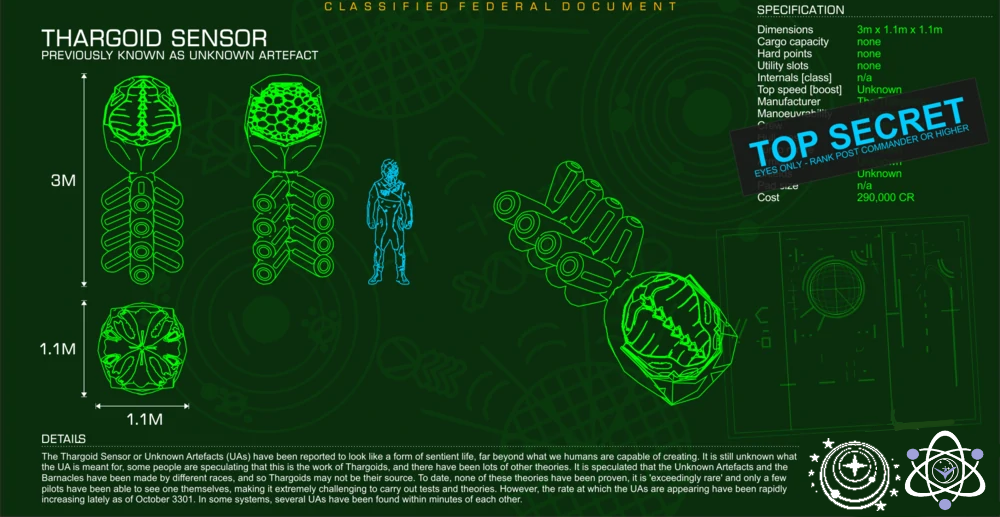 CLASSIFIED FEDERAL DOCUMENT
THARGOID SENSOR
PREVIOUSLY KNOWN AS UNKNOWN ARTEFACT
3M
1.1M
1.1M
SPECIFICATION
Dimensions 3m x 1.1m x 1.1m
Cargo capacity none
Hard points none
Utility slots none
Internals [class] n/a
Top speed [boost] Unknown
Manufacturer
Manoeuvrability
TOP SECRET
EYES ONLY - RANK POST COMMANDER OR HIGHER
Unknown
Pad size n/a
Cost 290,000 CR
DETAILS
The Thargoid Sensor or Unknown Artefacts (UAs) have been reported to look like a form of sentient life, far beyond what we humans are capable of creating. It is still unknown what
the UA is meant for, some people are speculating that this is the work of Thargoids, and there have been lots of other theories. It is speculated that the Unknown Artefacts and the
Barnacles have been made by different races, and so Thargoids may not be their source. To date, none of these theories have been proven, it is 'exceedingly rare' and only a few
pilots have been able to see one themselves, making it extremely challenging to carry out tests and theories. However, the rate at which the UAs are appearing have been rapidly
increasing lately as of October 3301. In some systems, several UAs have been found within minutes of each other.